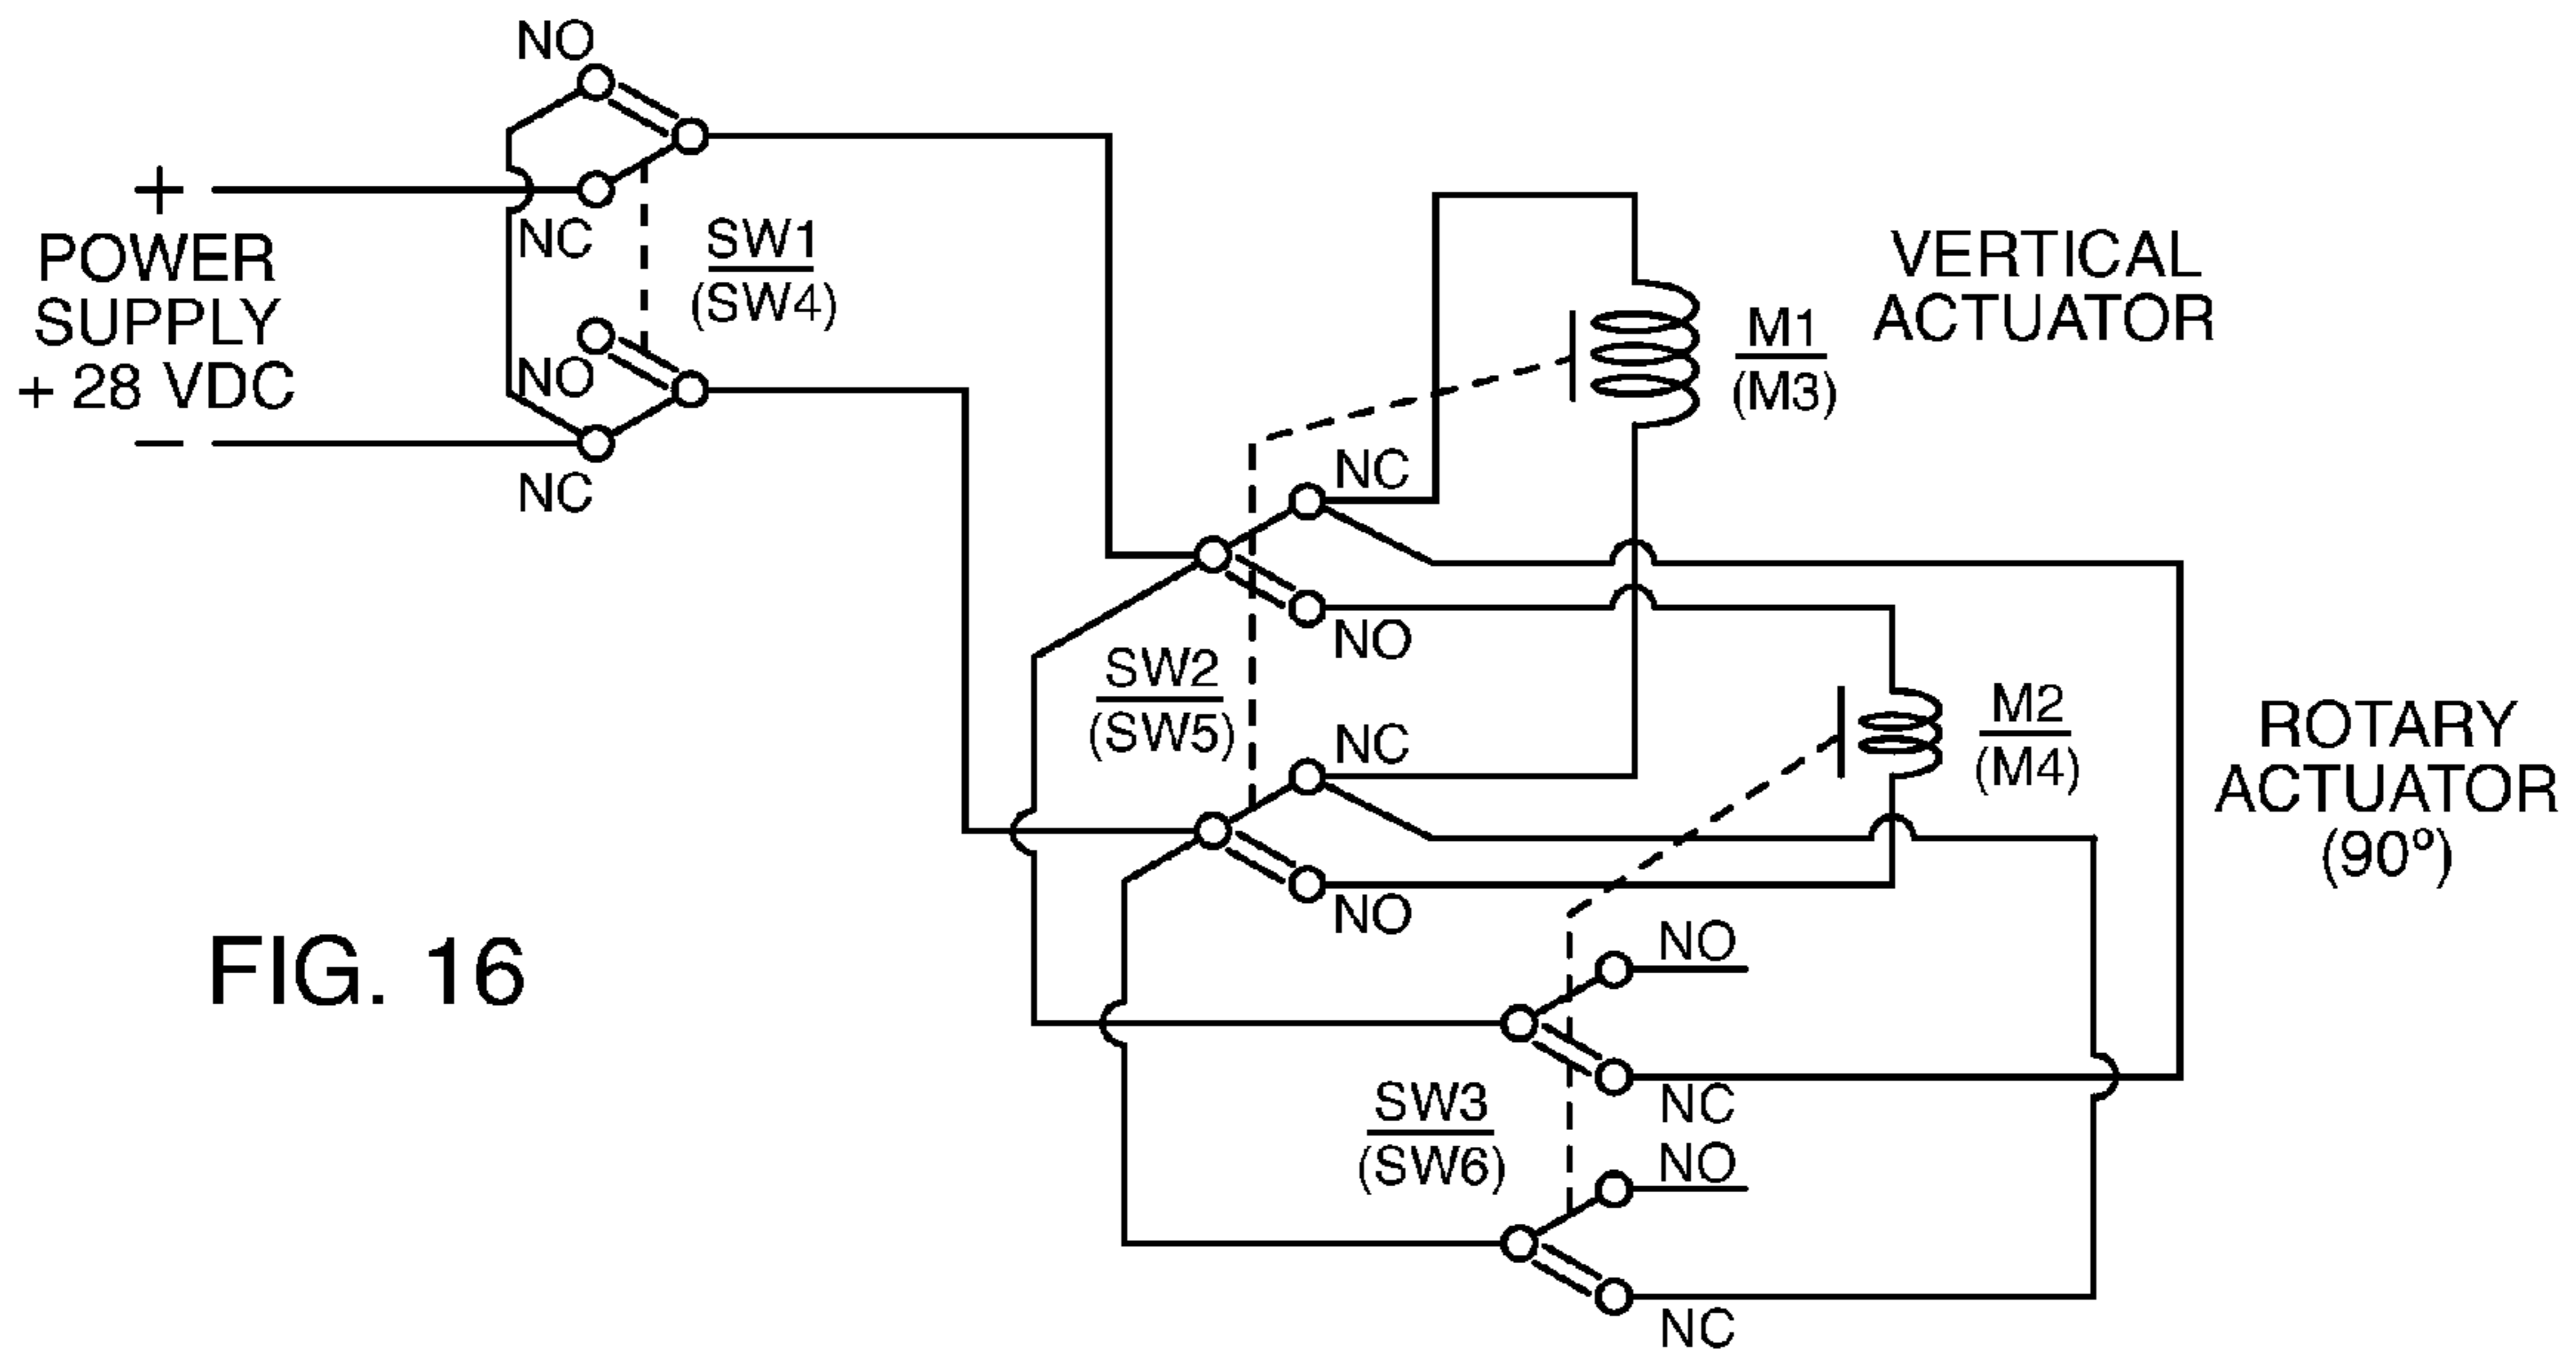 NO
+
NC
POWER
SUPPLY
+ 28 VDC
−
SW1
(SW4)
NO
NC
VERTICAL
ACTUATOR
M1
(M3)
NC
NO
SW2
(SW5)
NC
NO
M2
(M4)
ROTARY
ACTUATOR
(90º)
NO
NC
SW3
(SW6)
NO
NC
FIG. 16